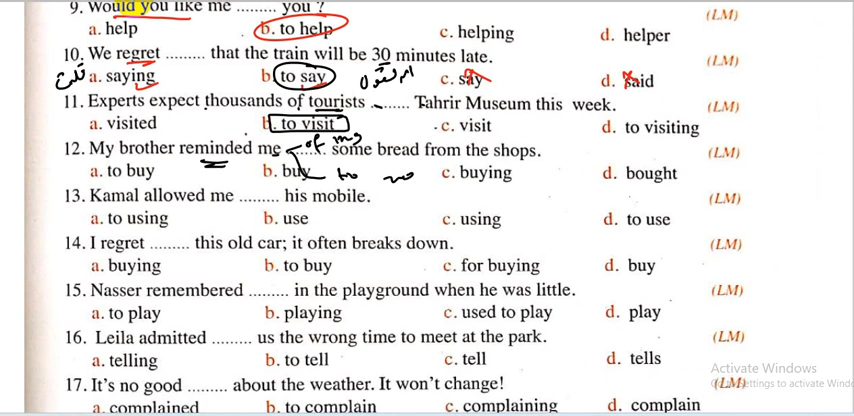 9. Would you like me ......... you ?
(LM)
a. help b. to help c. helping d. helper
10. We regret ......... that the train will be 30 minutes late.
(LM)
a. saying b. to say c. say d. said
11. Experts expect thousands of tourists ......... Tahrir Museum this week.
(LM)
a. visited b. to visit c. visit d. to visiting
of ing
12. My brother reminded me ......... some bread from the shops.
(LM)
a. to buy b. buy c. buying d. bought
to
13. Kamal allowed me ......... his mobile.
(LM)
a. to using b. use c. using d. to use
14. I regret ......... this old car; it often breaks down.
(LM)
a. buying b. to buy c. for buying d. buy
15. Nasser remembered ......... in the playground when he was little.
(LM)
a. to play b. playing c. used to play d. play
16. Leila admitted ......... us the wrong time to meet at the park.
(LM)
a. telling b. to tell c. tell d. tells
Activate Windows
17. It's no good ......... about the weather. It won't change!
(LM)
ettings to activate Windo
a. complained b. to complain c. complaining d. complain